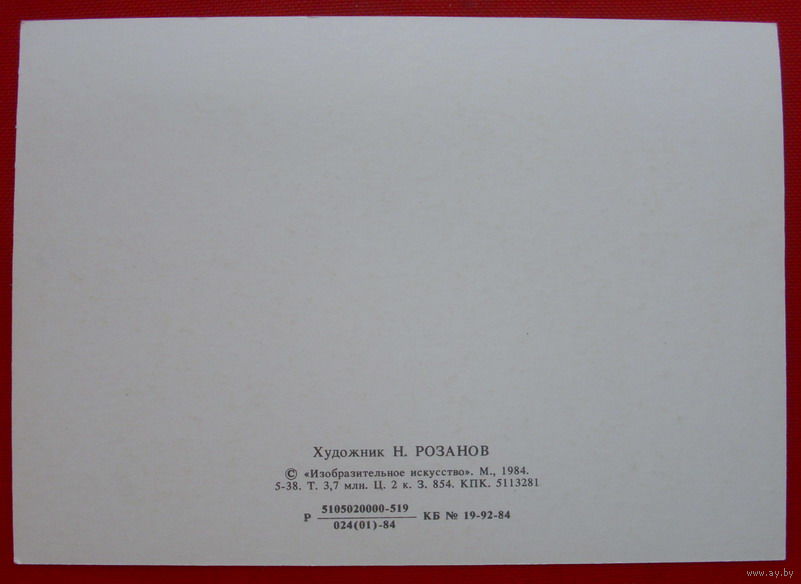 Художник Н. РОЗАНОВ
© «Изобразительное искусство». М., 1984.
5-38. Т. 3,7 млн. Ц. 2 к. З. 854. КПК. 5113281
Р 5105020000-519 КБ № 19-92-84
024(01)-84
www.ay.by